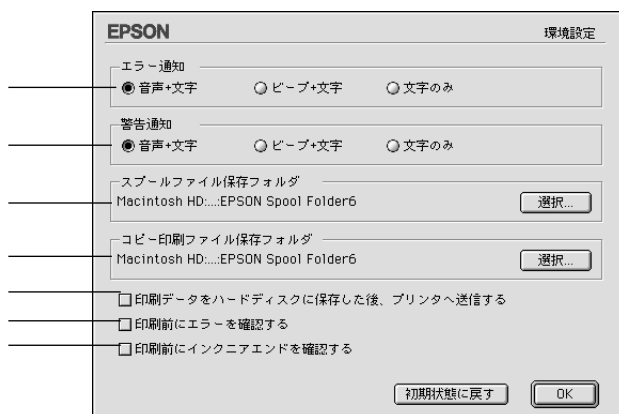 EPSON 環境設定
エラー通知
音声+文字 ビープ+文字 文字のみ
警告通知
音声+文字 ビープ+文字 文字のみ
スプールファイル保存フォルダ
Macintosh HD:...:EPSON Spool Folder6 選択...
コピー印刷ファイル保存フォルダ
Macintosh HD:...:EPSON Spool Folder6 選択...
印刷データをハードディスクに保存した後、プリンタへ送信する
印刷前にエラーを確認する
印刷前にインクニアエンドを確認する
初期状態に戻す OK